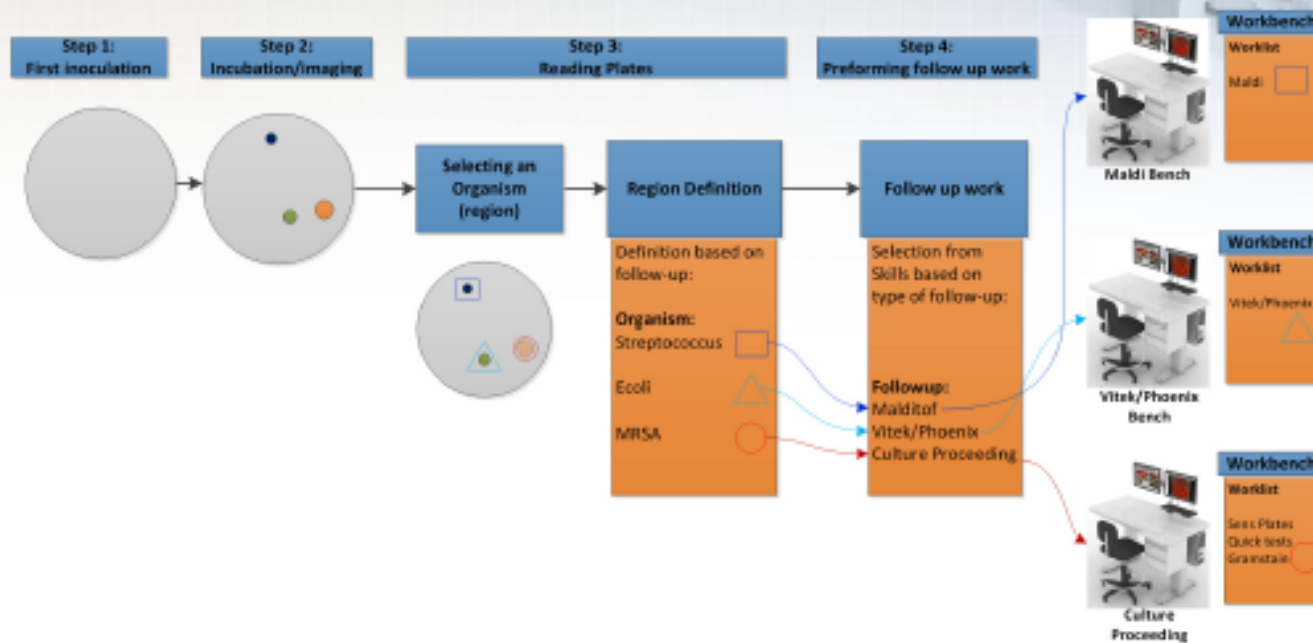 Step 1:
First inoculation
Step 2:
Incubation/imaging
Step 3:
Reading Plates
Step 4:
Preforming follow up work
Selecting an
Organism
(region)
Region Definition
Definition based on
follow-up:
Organism:
Streptococcus
Ecoli
MRSA
Follow up work
Selection from
Skills based on
type of follow-up:
Followup:
Malditof
Vitek/Phoenix
Culture Proceeding
Maldi Bench
Workbench
Worklist
Maldi
Vitek/Phoenix
Bench
Workbench
Worklist
Vitek/Phoenix
Culture
Proceeding
Workbench
Worklist
Sens Plates
Quick tests
Gramstain